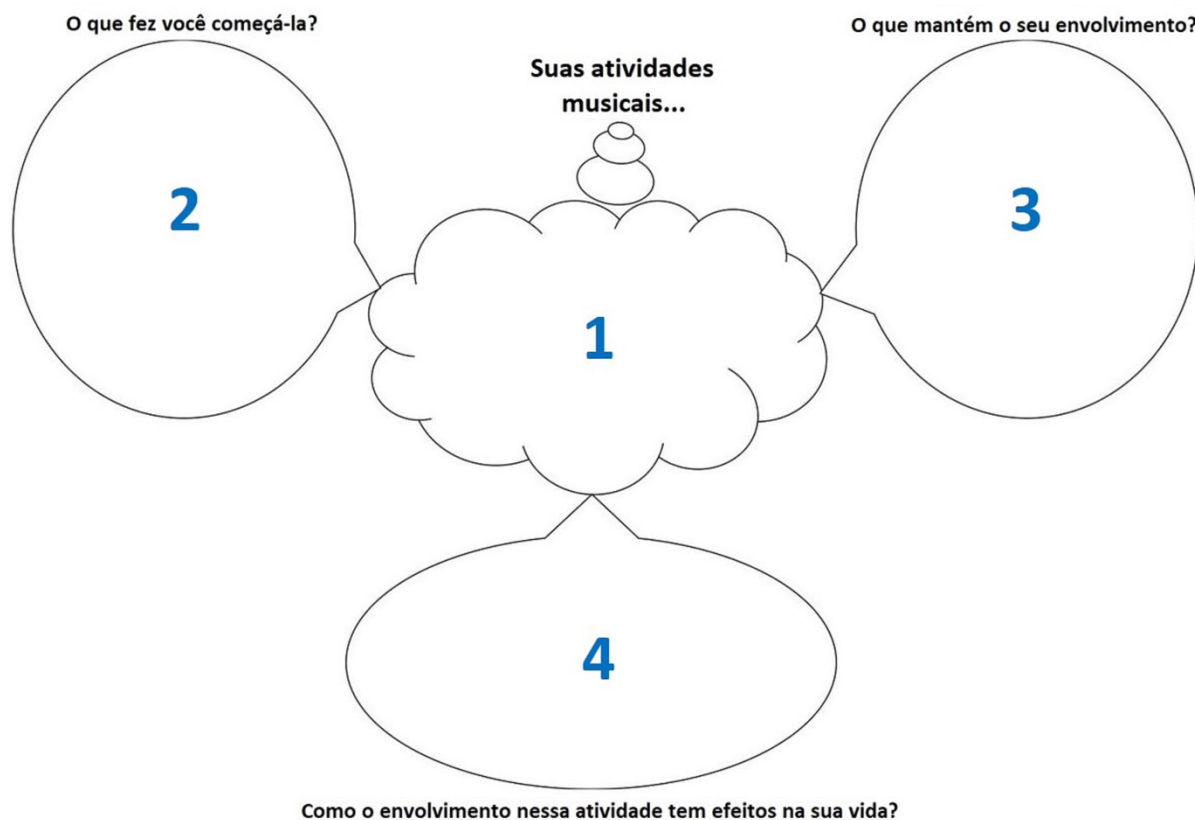 O que fez você começá-la?
O que mantém o seu envolvimento?
Suas atividades
musicais...
2
3
1
4
Como o envolvimento nessa atividade tem efeitos na sua vida?